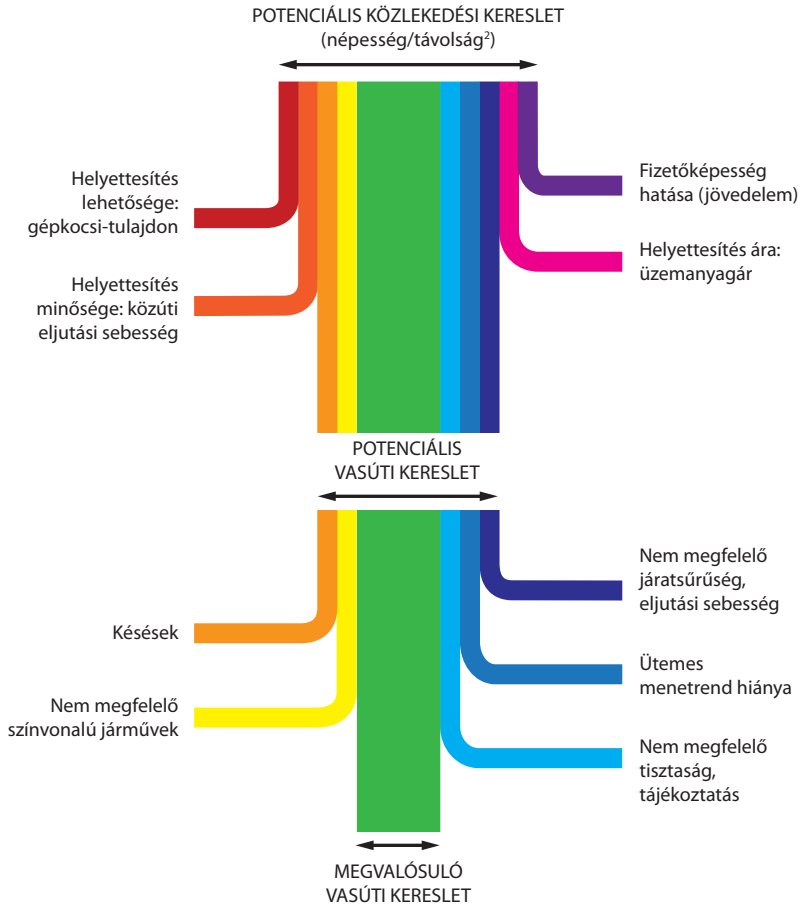 POTENCIÁLIS KÖZLEKEDÉSI KERESLET
(népesség/távolság²)
Helyettesítés
lehetősége:
gépkocsi-tulajdon
Helyettesítés
minősége: közúti
eljutási sebesség
Fizetőképesség
hatása (jövedelem)
Helyettesítés ára:
üzemanyagár
POTENCIÁLIS
VASÚTI KERESLET
Késések
Nem megfelelő
színvonalú járművek
Nem megfelelő
járatsűrűség,
eljutási sebesség
Ütemes
menetrend hiánya
Nem megfelelő
tisztaság,
tájékoztatás
MEGVALÓSULÓ
VASÚTI KERESLET